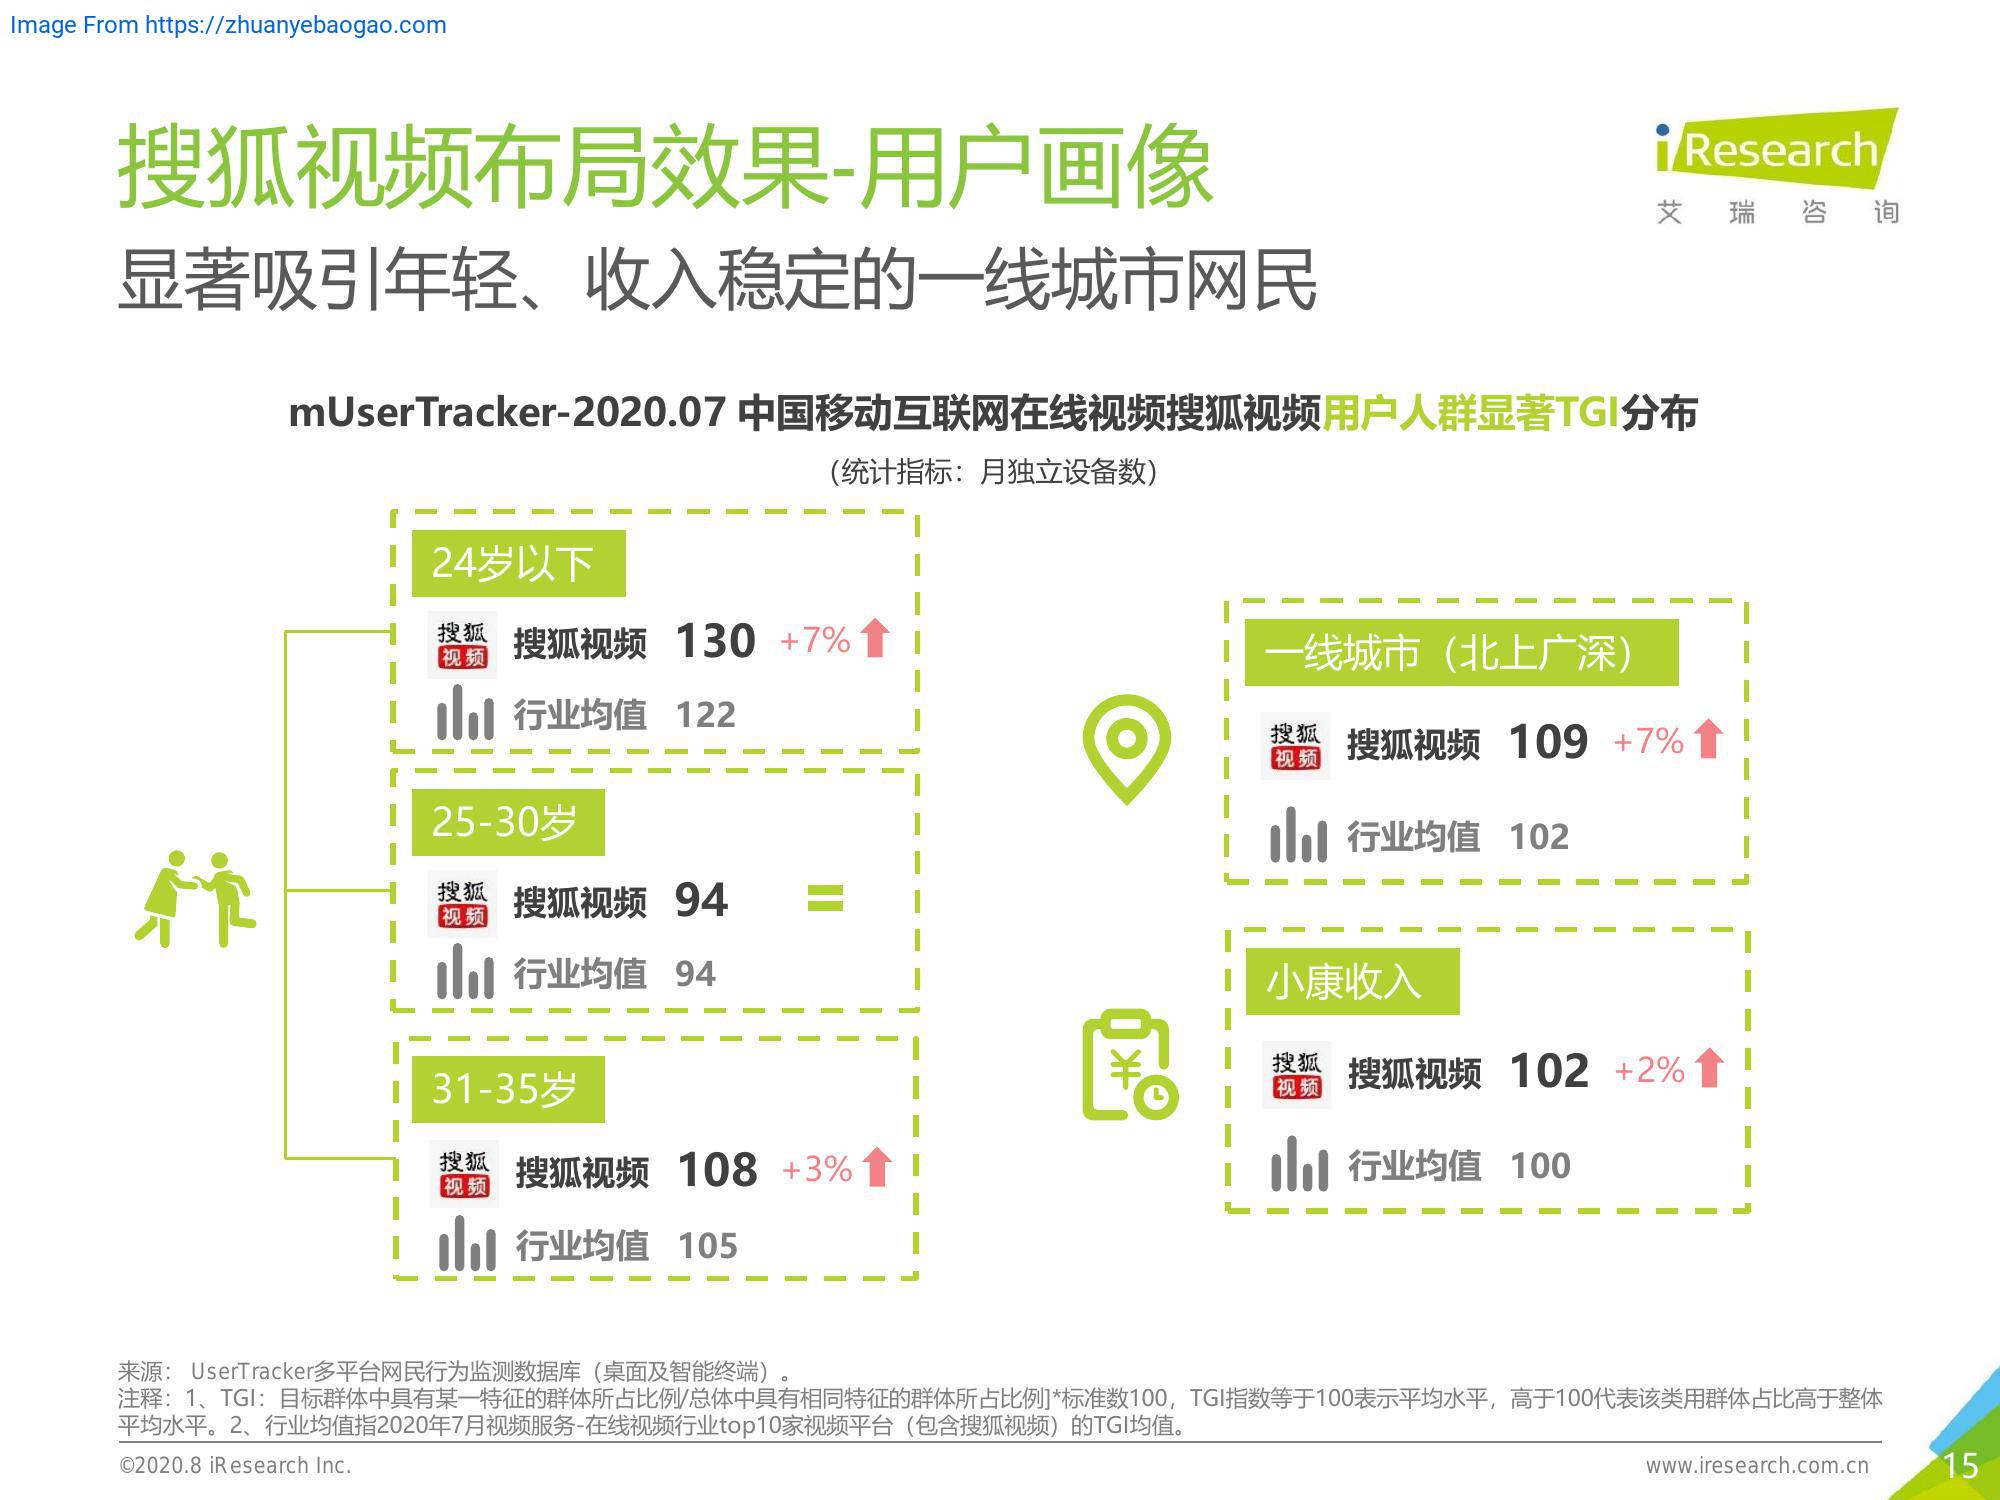 Image From https://zhuanyebaogao.com
搜狐视频布局效果-用户画像
iResearch
艾瑞咨询
显著吸引年轻、收入稳定的一线城市网民
mUserTracker-2020.07 中国移动互联网在线视频搜狐视频用户人群显著TGI分布
（统计指标：月独立设备数）
24岁以下
搜狐视频 搜狐视频 130 +7%
行业均值 122
25-30岁
搜狐视频 搜狐视频 94 =
行业均值 94
31-35岁
搜狐视频 搜狐视频 108 +3%
行业均值 105
一线城市（北上广深）
搜狐视频 搜狐视频 109 +7%
行业均值 102
¥
小康收入
搜狐视频 搜狐视频 102 +2%
行业均值 100
来源： UserTracker多平台网民行为监测数据库（桌面及智能终端）。
注释：1、TGI：目标群体中具有某一特征的群体所占比例/总体中具有相同特征的群体所占比例]*标准数100，TGI指数等于100表示平均水平，高于100代表该类用群体占比高于整体
平均水平。2、行业均值指2020年7月视频服务-在线视频行业top10家视频平台（包含搜狐视频）的TGI均值。
©2020.8 iResearch Inc.
www.iresearch.com.cn
15